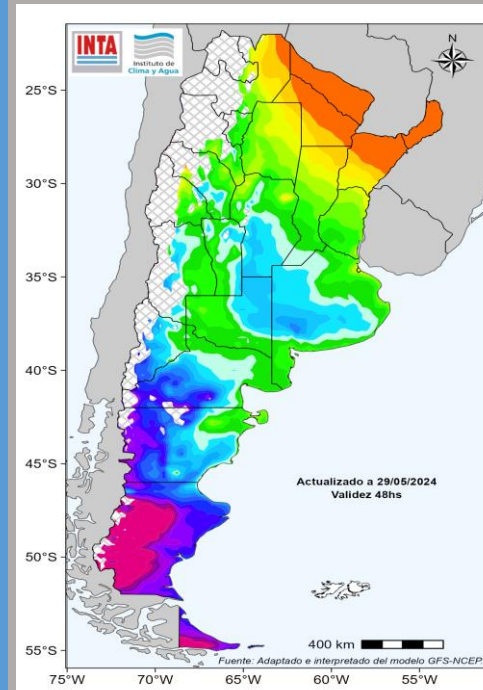 INTA
Instituto de
Clima y Agua
N
25°S
30°S
35°S
40°S
45°S
50°S
55°S
Actualizado a 29/05/2024
Validez 48hs
400 km
Fuente: Adaptado e interpretado del modelo GFS-NCEP.
75°W
70°W
65°W
60°W
55°W